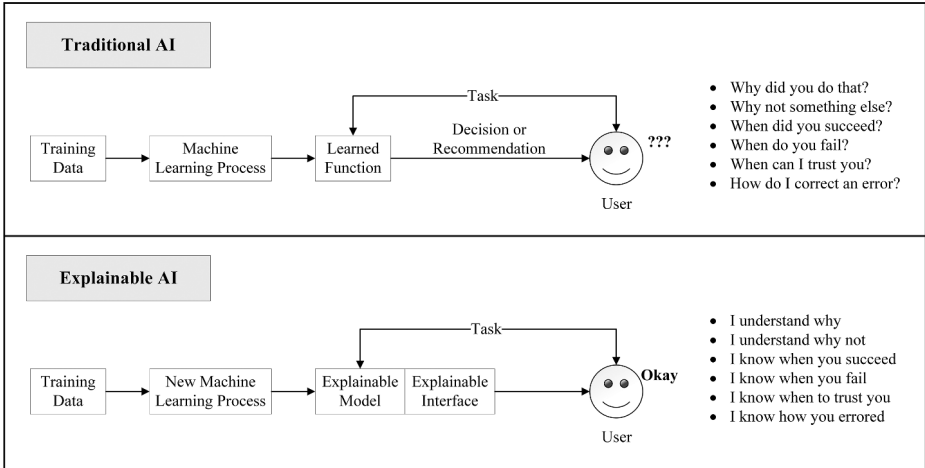 Traditional AI
Task
Training
Data
Machine
Learning Process
Learned
Function
Decision or
Recommendation
???
User
• Why did you do that?
• Why not something else?
• When did you succeed?
• When do you fail?
• When can I trust you?
• How do I correct an error?
Explainable AI
Task
Training
Data
New Machine
Learning Process
Explainable
Model
Explainable
Interface
Okay
User
• I understand why
• I understand why not
• I know when you succeed
• I know when you fail
• I know when to trust you
• I know how you errored